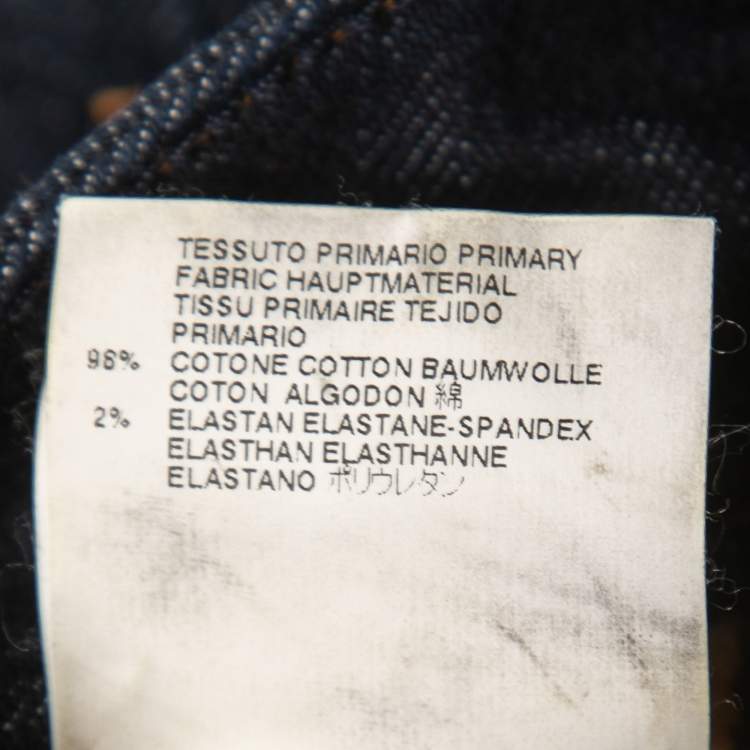 TESSUTO PRIMARIO PRIMARY
FABRIC HAUPTMATERIAL
TISSU PRIMAIRE TEJIDO
PRIMARIO
98% COTONE COTTON BAUMWOLLE
COTON ALGODON 綿
2% ELASTAN ELASTANE-SPANDEX
ELASTHAN ELASTHANNE
ELASTANO ポリウレタン